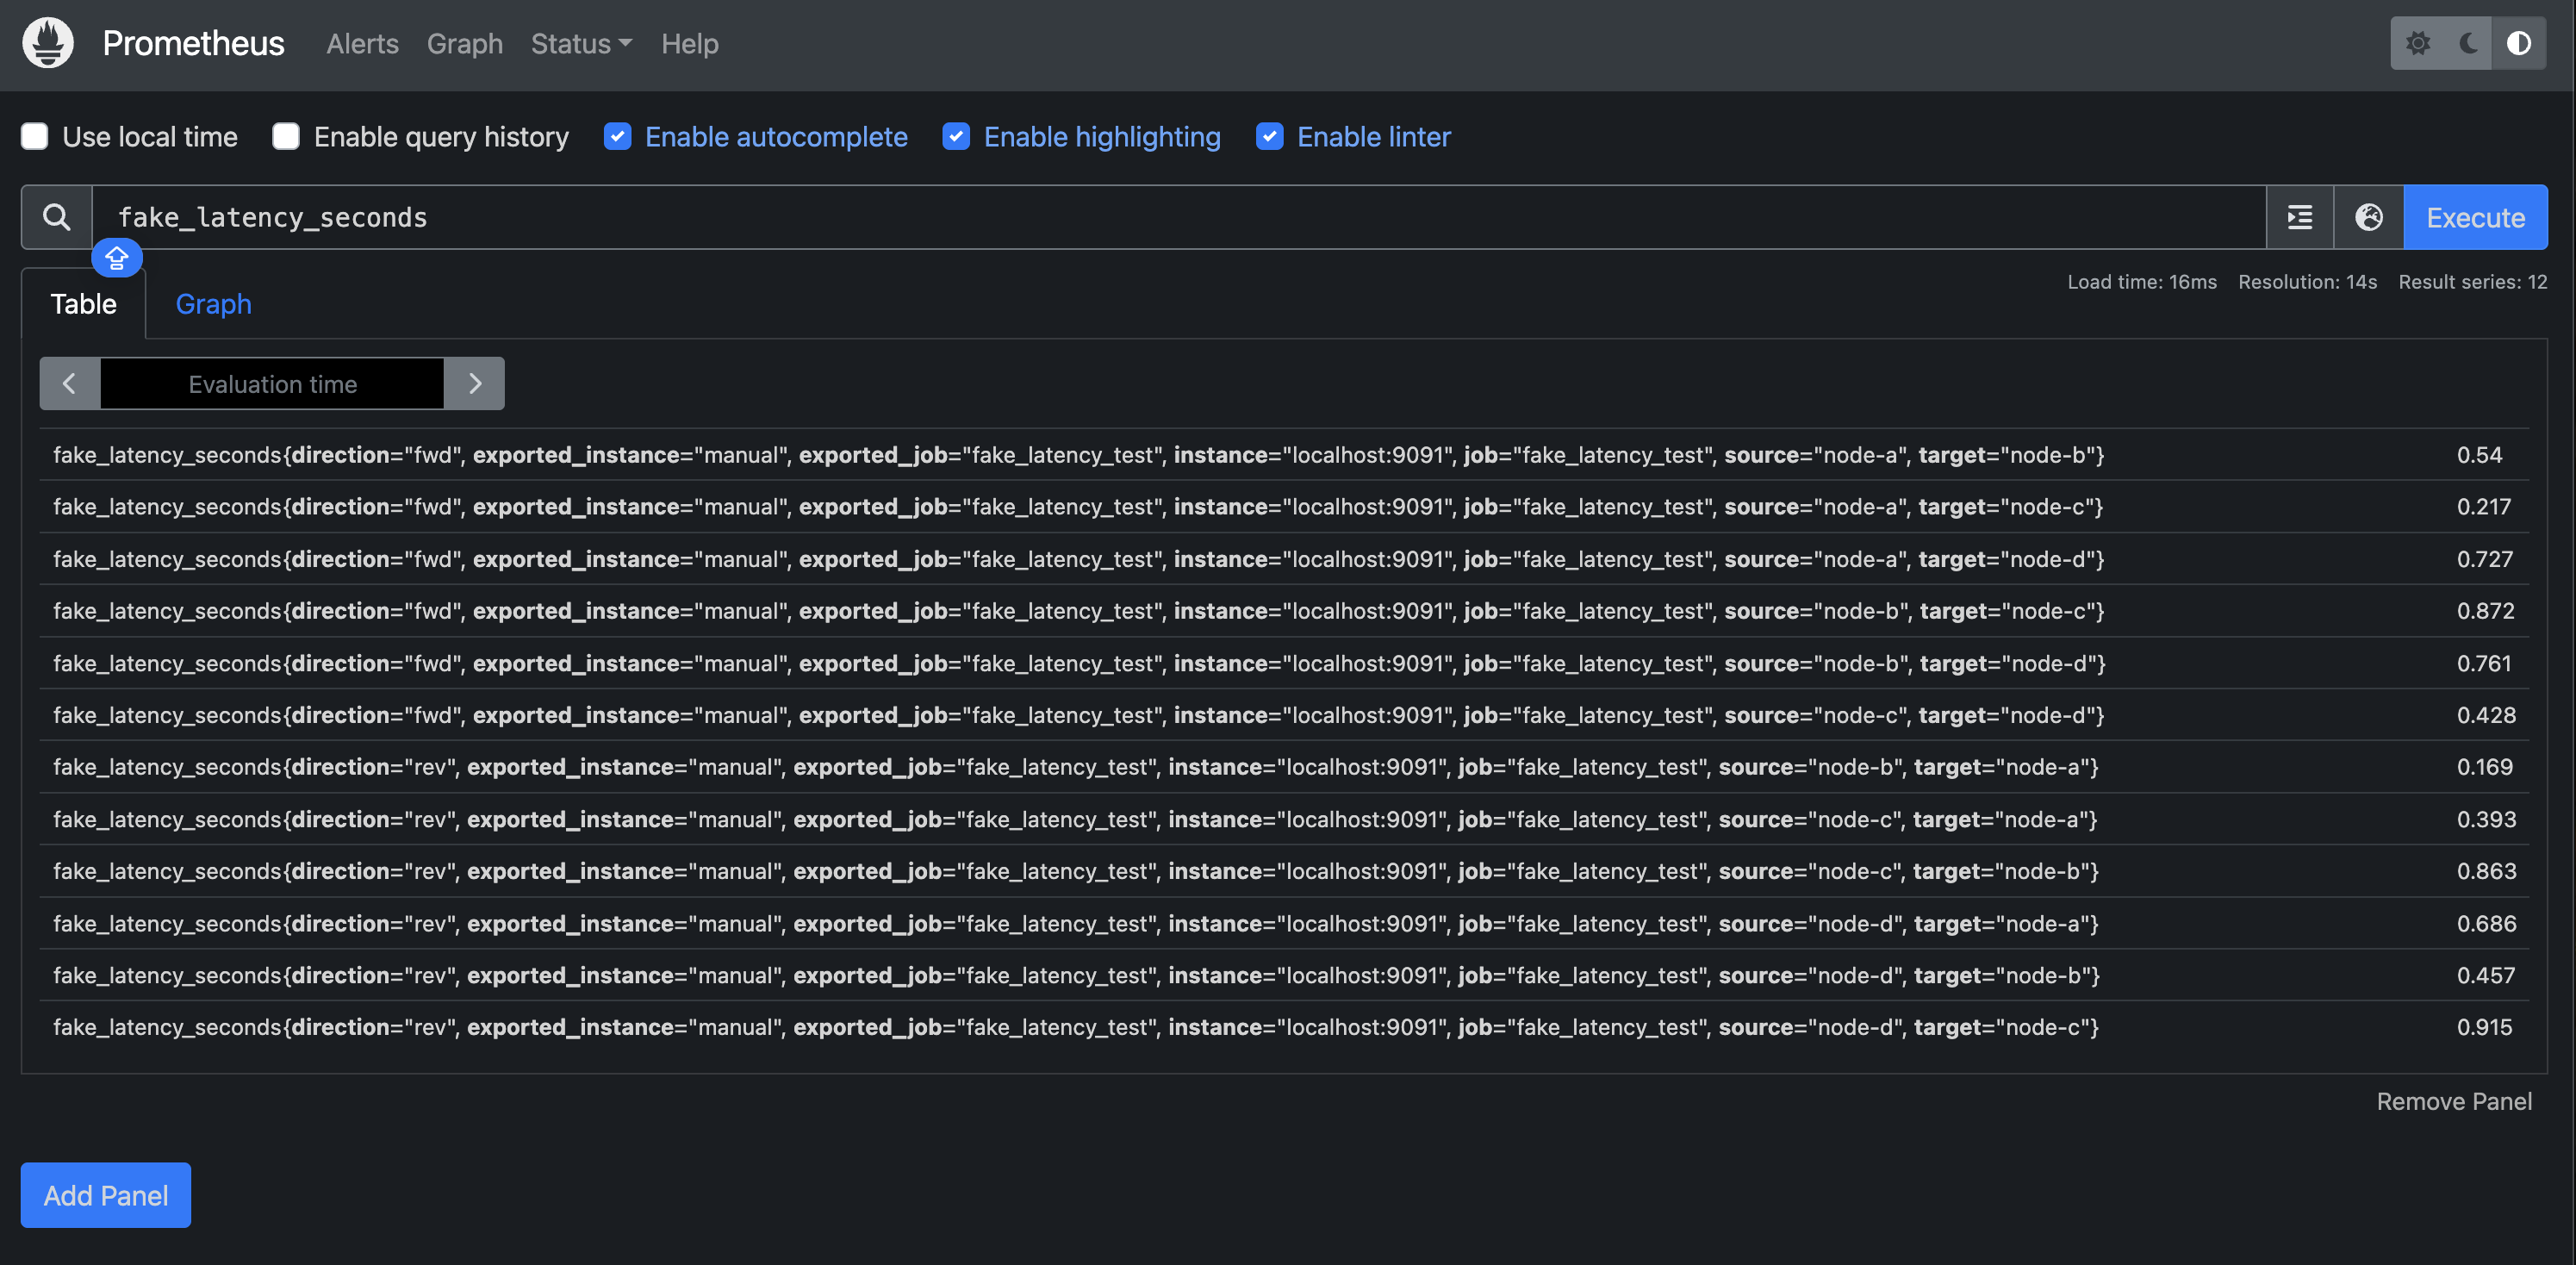 Prometheus Alerts Graph Status Help
Use local time Enable query history Enable autocomplete Enable highlighting Enable linter
fake_latency_seconds Execute
Table Graph Load time: 16ms Resolution: 14s Result series: 12
Evaluation time
fake_latency_seconds{direction="fwd", exported_instance="manual", exported_job="fake_latency_test", instance="localhost:9091", job="fake_latency_test", source="node-a", target="node-b"} 0.54
fake_latency_seconds{direction="fwd", exported_instance="manual", exported_job="fake_latency_test", instance="localhost:9091", job="fake_latency_test", source="node-a", target="node-c"} 0.217
fake_latency_seconds{direction="fwd", exported_instance="manual", exported_job="fake_latency_test", instance="localhost:9091", job="fake_latency_test", source="node-a", target="node-d"} 0.727
fake_latency_seconds{direction="fwd", exported_instance="manual", exported_job="fake_latency_test", instance="localhost:9091", job="fake_latency_test", source="node-b", target="node-c"} 0.872
fake_latency_seconds{direction="fwd", exported_instance="manual", exported_job="fake_latency_test", instance="localhost:9091", job="fake_latency_test", source="node-b", target="node-d"} 0.761
fake_latency_seconds{direction="fwd", exported_instance="manual", exported_job="fake_latency_test", instance="localhost:9091", job="fake_latency_test", source="node-c", target="node-d"} 0.428
fake_latency_seconds{direction="rev", exported_instance="manual", exported_job="fake_latency_test", instance="localhost:9091", job="fake_latency_test", source="node-b", target="node-a"} 0.169
fake_latency_seconds{direction="rev", exported_instance="manual", exported_job="fake_latency_test", instance="localhost:9091", job="fake_latency_test", source="node-c", target="node-a"} 0.393
fake_latency_seconds{direction="rev", exported_instance="manual", exported_job="fake_latency_test", instance="localhost:9091", job="fake_latency_test", source="node-c", target="node-b"} 0.863
fake_latency_seconds{direction="rev", exported_instance="manual", exported_job="fake_latency_test", instance="localhost:9091", job="fake_latency_test", source="node-d", target="node-a"} 0.686
fake_latency_seconds{direction="rev", exported_instance="manual", exported_job="fake_latency_test", instance="localhost:9091", job="fake_latency_test", source="node-d", target="node-b"} 0.457
fake_latency_seconds{direction="rev", exported_instance="manual", exported_job="fake_latency_test", instance="localhost:9091", job="fake_latency_test", source="node-d", target="node-c"} 0.915
Remove Panel
Add Panel